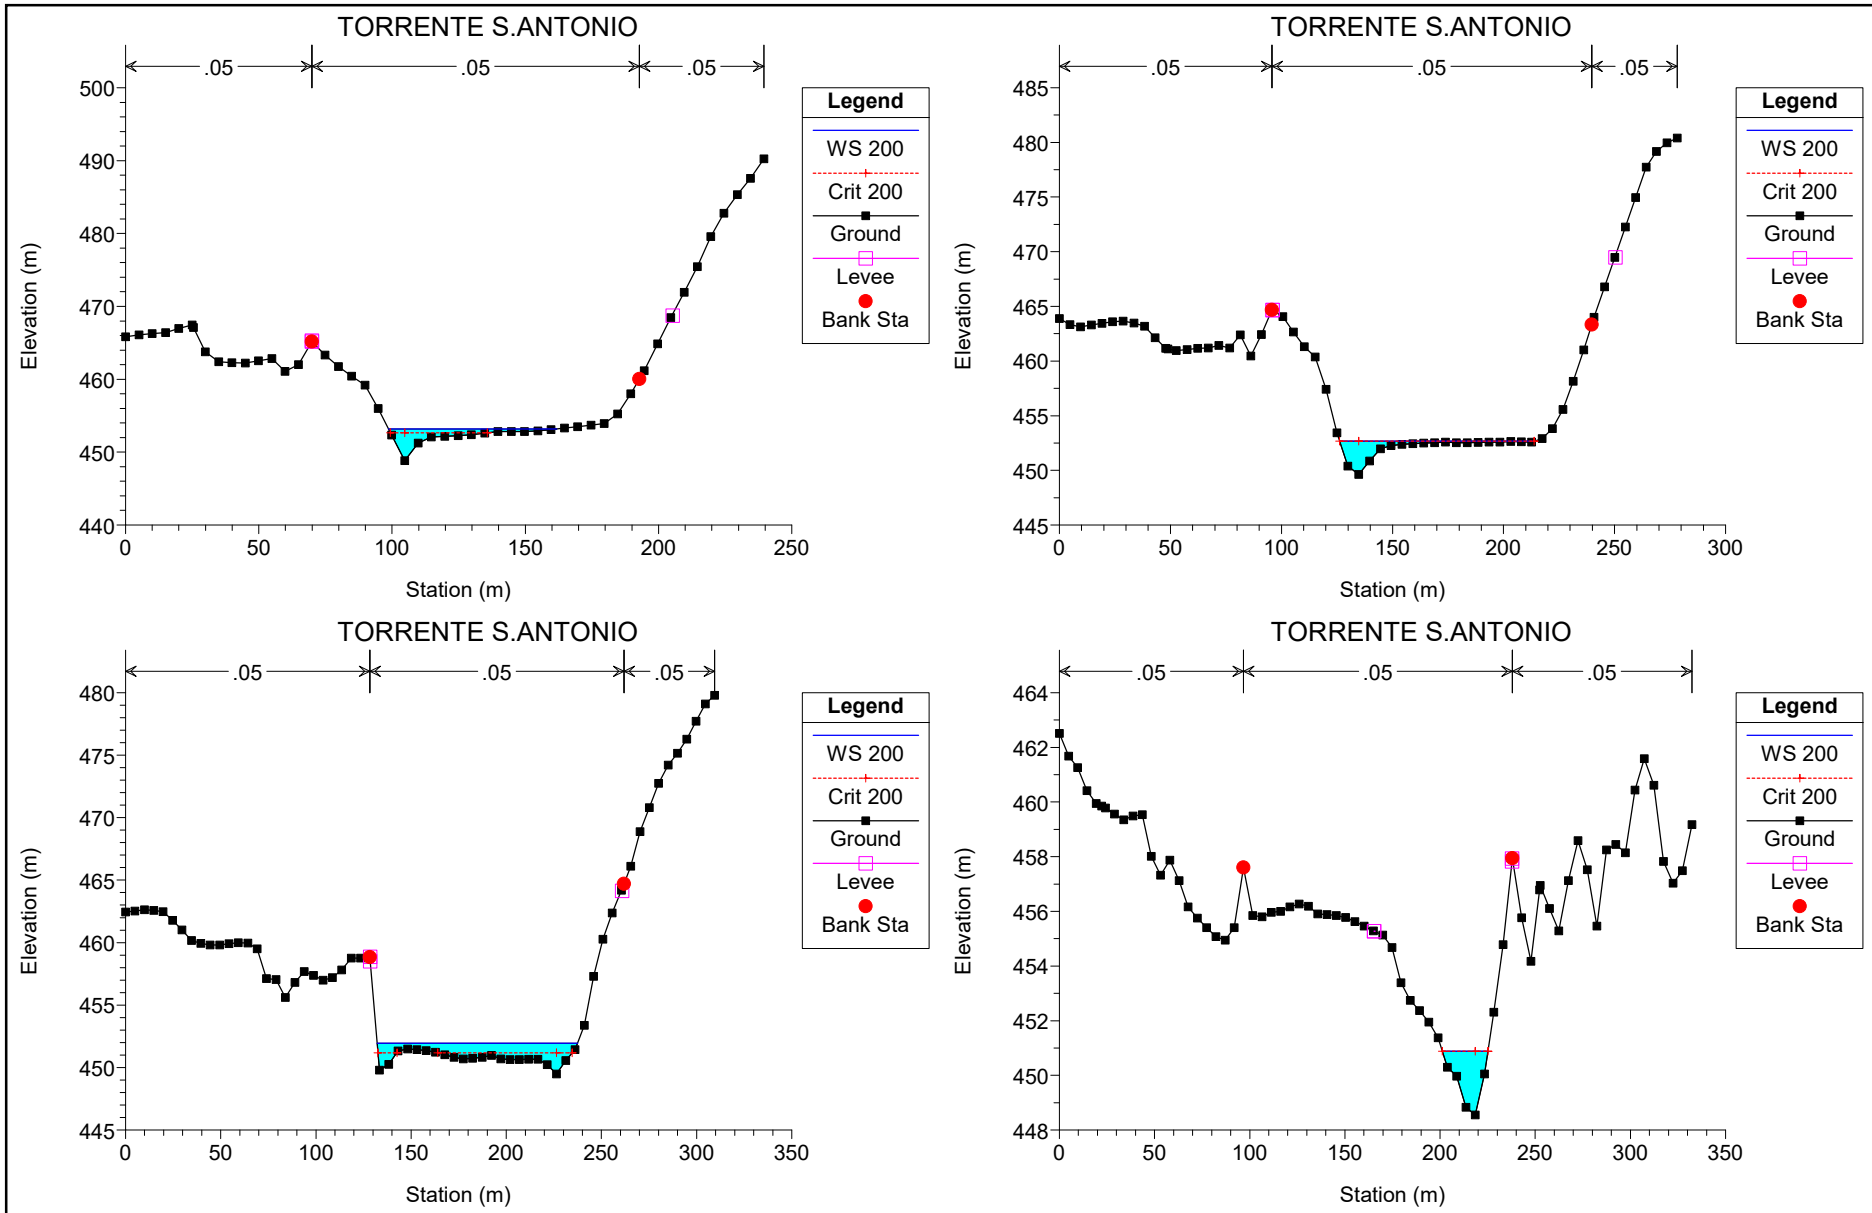 TORRENTE S.ANTONIO
.05 .05 .05
Elevation (m)
500
490
480
470
460
450
440
0 50 100 150 200 250
Station (m)
Legend
WS 200
Crit 200
Ground
Levee
Bank Sta
TORRENTE S.ANTONIO
.05 .05 .05
Elevation (m)
485
480
475
470
465
460
455
450
445
0 50 100 150 200 250 300
Station (m)
Legend
WS 200
Crit 200
Ground
Levee
Bank Sta
TORRENTE S.ANTONIO
.05 .05 .05
Elevation (m)
480
475
470
465
460
455
450
445
0 50 100 150 200 250 300 350
Station (m)
Legend
WS 200
Crit 200
Ground
Levee
Bank Sta
TORRENTE S.ANTONIO
.05 .05 .05
Elevation (m)
464
462
460
458
456
454
452
450
448
0 50 100 150 200 250 300 350
Station (m)
Legend
WS 200
Crit 200
Ground
Levee
Bank Sta